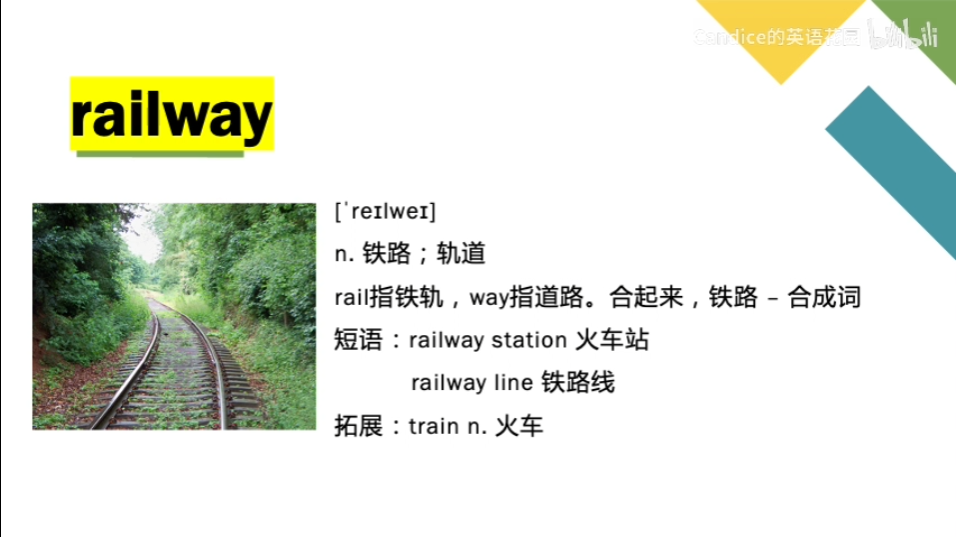 Candice的英语花园 bilibili
railway
[ˈreɪlweɪ]
n. 铁路；轨道
rail指铁轨，way指道路。合起来，铁路 – 合成词
短语：railway station 火车站
railway line 铁路线
拓展：train n. 火车